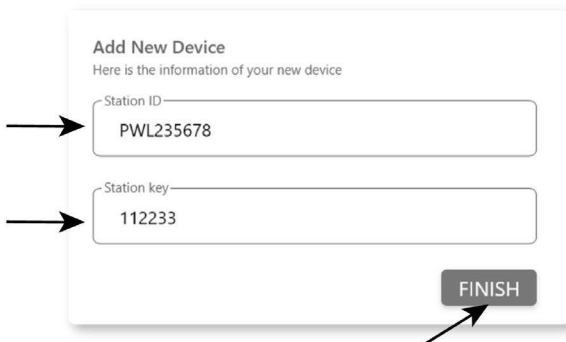 Add New Device
Here is the information of your new device
Station ID
PWL235678
Station key
112233
FINISH